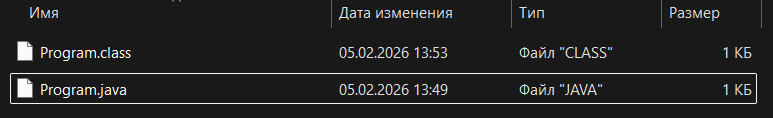 Имя Дата изменения Тип Размер
Program.class 05.02.2026 13:53 Файл "CLASS" 1 КБ
Program.java 05.02.2026 13:49 Файл "JAVA" 1 КБ